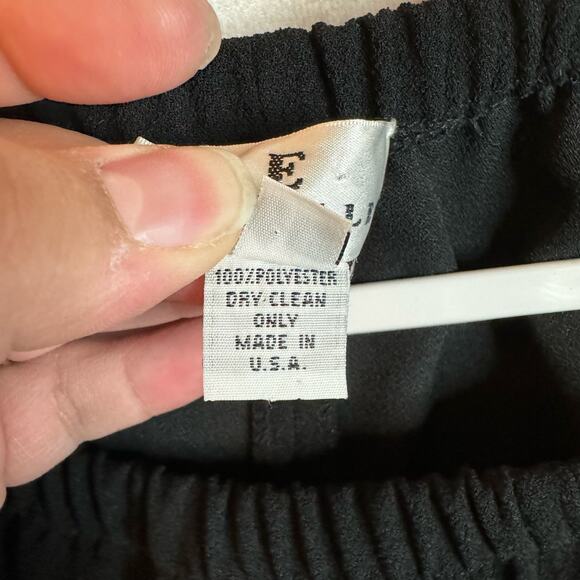 100%POLYESTER
DRY CLEAN
ONLY
MADE IN
U.S.A.